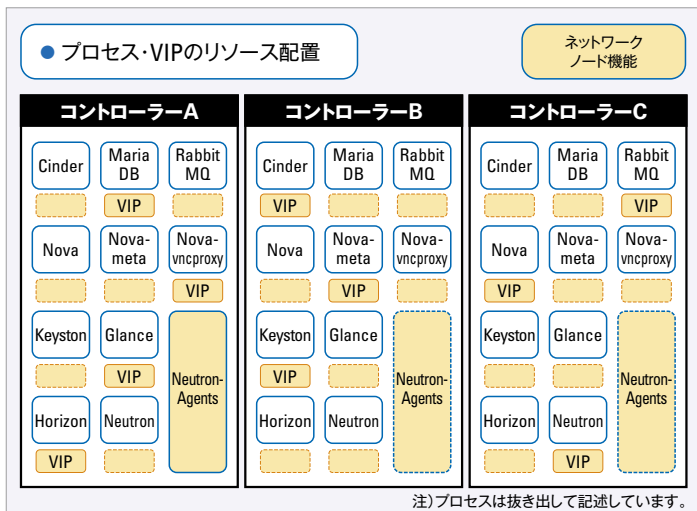 ● プロセス・VIPのリソース配置
ネットワーク
ノード機能
コントローラーA
Cinder
Maria
DB
Rabbit
MQ
VIP
Nova
Nova-
meta
Nova-
vncproxy
VIP
Keyston
Glance
VIP
Neutron-
Agents
Horizon
Neutron
VIP
コントローラーB
Cinder
Maria
DB
Rabbit
MQ
VIP
Nova
Nova-
meta
Nova-
vncproxy
VIP
Keyston
Glance
VIP
Neutron-
Agents
Horizon
Neutron
コントローラーC
Cinder
Maria
DB
Rabbit
MQ
VIP
Nova
Nova-
meta
Nova-
vncproxy
VIP
Keyston
Glance
Neutron-
Agents
Horizon
Neutron
VIP
注)プロセスは抜き出して記述しています。